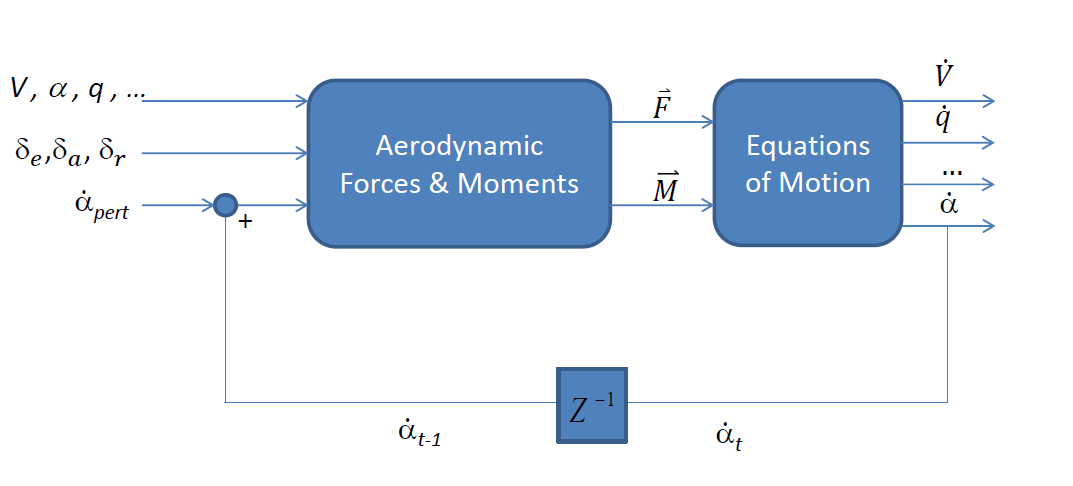 V, α, q, ...
δe,δa, δr
α̇pert
+
Aerodynamic
Forces & Moments
F⃗
M⃗
Equations
of Motion
V̇
q̇
...
α̇
Z⁻¹
α̇t-1
α̇t